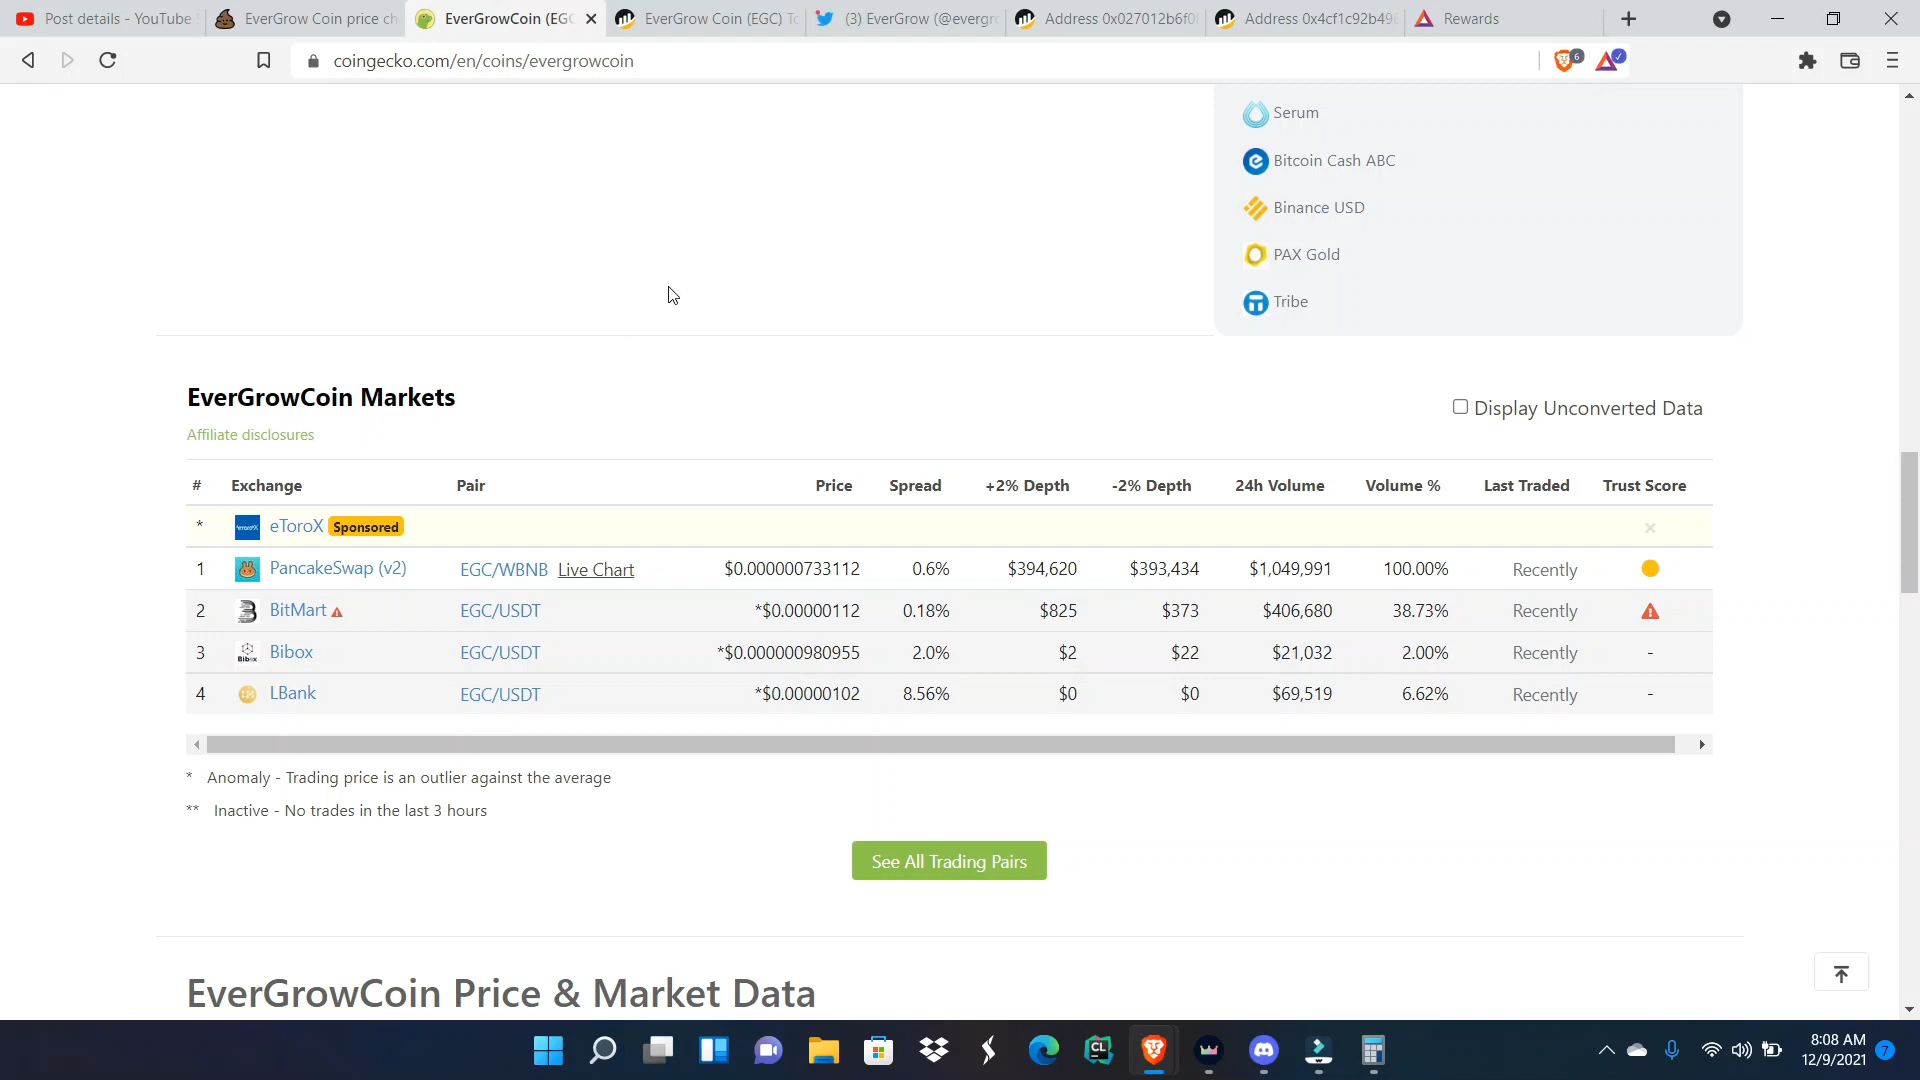 Post details - YouTube S
EverGrow Coin price ch
EverGrowCoin (EGC
EverGrow Coin (EGC) To
(3) EverGrow (@evergro
Address 0x027012b6f0
Address 0x4cf1c92b490
Rewards
coingecko.com/en/coins/evergrowcoin
6
Serum
Bitcoin Cash ABC
Binance USD
PAX Gold
Tribe
EverGrowCoin Markets
Display Unconverted Data
Affiliate disclosures
# Exchange Pair Price Spread +2% Depth -2% Depth 24h Volume Volume % Last Traded Trust Score
* eToroX Sponsored
1 PancakeSwap (v2) EGC/WBNB Live Chart $0.000000733112 0.6% $394,620 $393,434 $1,049,991 100.00% Recently
2 BitMart EGC/USDT *$0.00000112 0.18% $825 $373 $406,680 38.73% Recently
3 Bibox EGC/USDT *$0.000000980955 2.0% $2 $22 $21,032 2.00% Recently -
4 LBank EGC/USDT *$0.00000102 8.56% $0 $0 $69,519 6.62% Recently -
* Anomaly - Trading price is an outlier against the average
** Inactive - No trades in the last 3 hours
See All Trading Pairs
EverGrowCoin Price & Market Data
CL
8:08 AM
12/9/2021
7